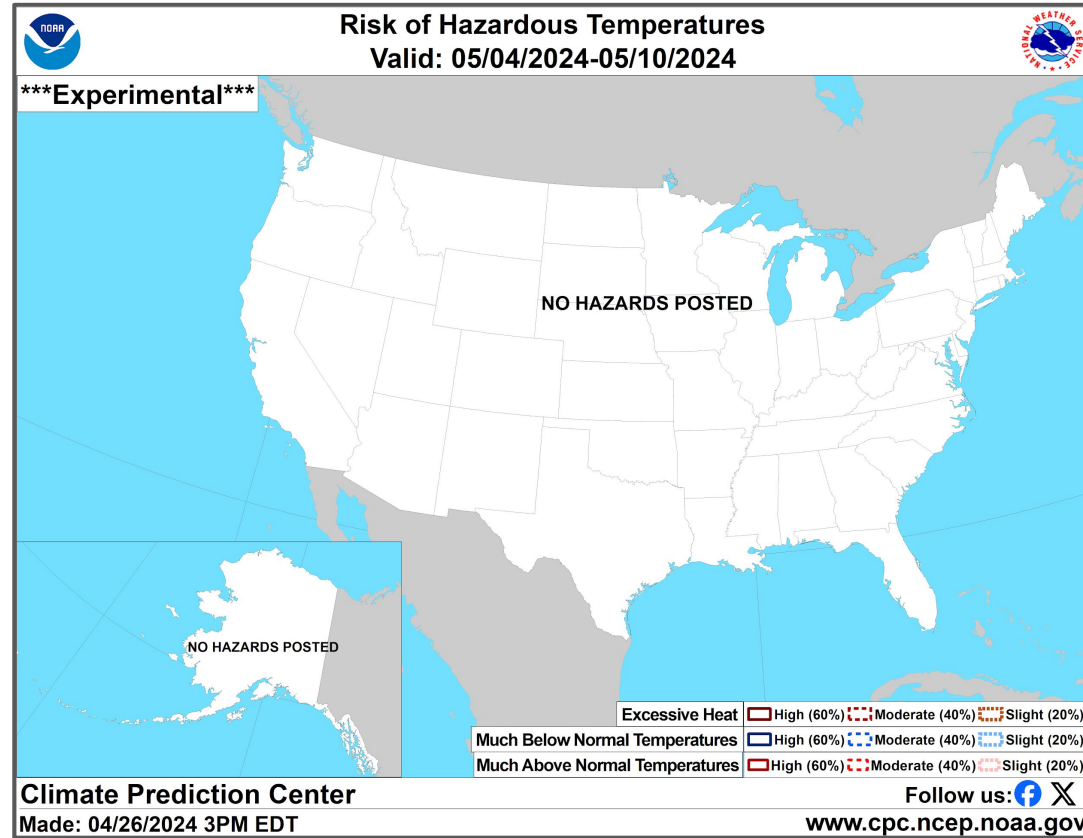 NOAA
Risk of Hazardous Temperatures
Valid: 05/04/2024-05/10/2024
NATIONAL WEATHER SERVICE
***Experimental***
NO HAZARDS POSTED
NO HAZARDS POSTED
Excessive Heat High (60%) Moderate (40%) Slight (20%)
Much Below Normal Temperatures High (60%) Moderate (40%) Slight (20%)
Much Above Normal Temperatures High (60%) Moderate (40%) Slight (20%)
Climate Prediction Center
Follow us:
Made: 04/26/2024 3PM EDT
www.cpc.ncep.noaa.gov